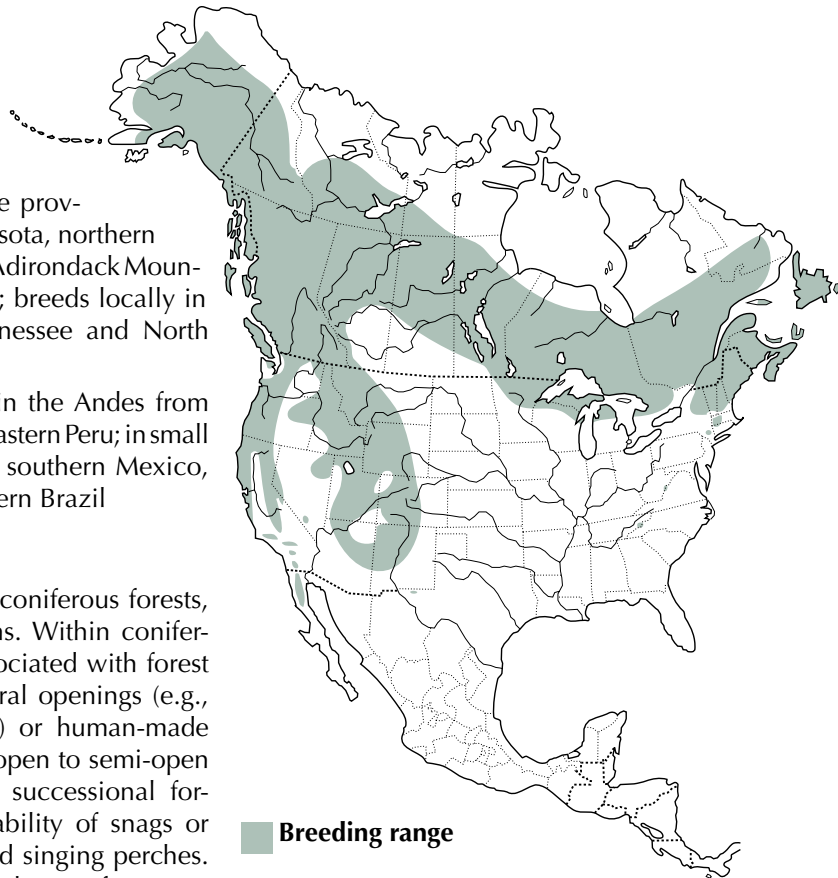 e prov-
sota, northern
Adirondack Moun-
; breeds locally in
nnessee and North
in the Andes from
astern Peru; in small
southern Mexico,
ern Brazil
coniferous forests,
ns. Within conifer-
ociated with forest
ral openings (e.g.,
) or human-made
open to semi-open
successional for-
ability of snags or
d singing perches.
Breeding range